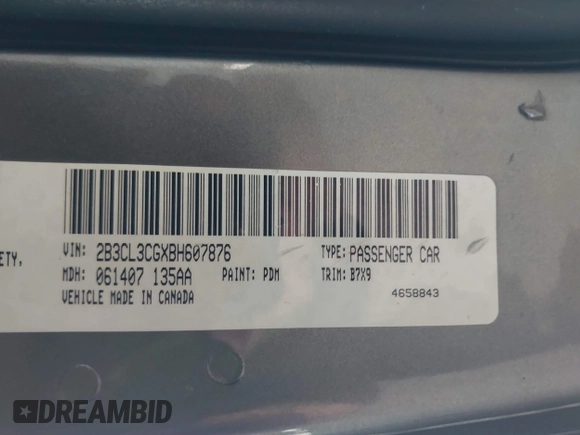 VIN: 2B3CL3CGXBH607876 TYPE: PASSENGER CAR
ETY,
MDH: 061407 135AA PAINT: PDM TRIM: B7X9
VEHICLE MADE IN CANADA 4658843
DREAMBID